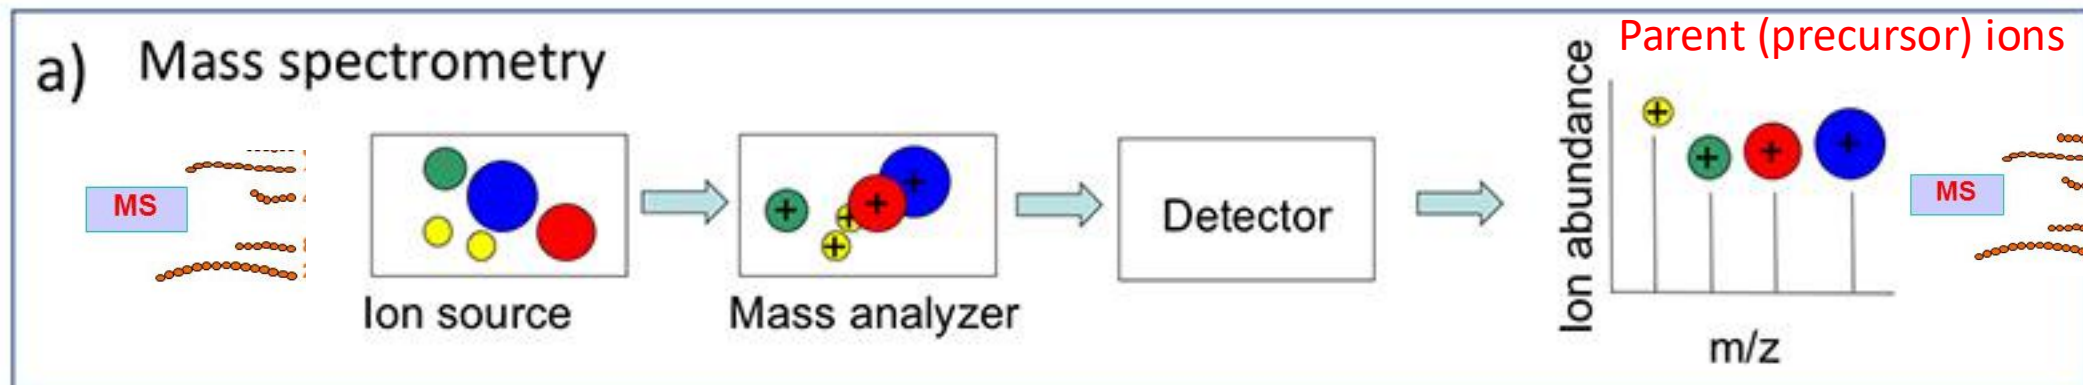 a) Mass spectrometry
MS
Ion source
+ + + +
Mass analyzer
Detector
Parent (precursor) ions
Ion abundance
+ + + +
m/z
MS